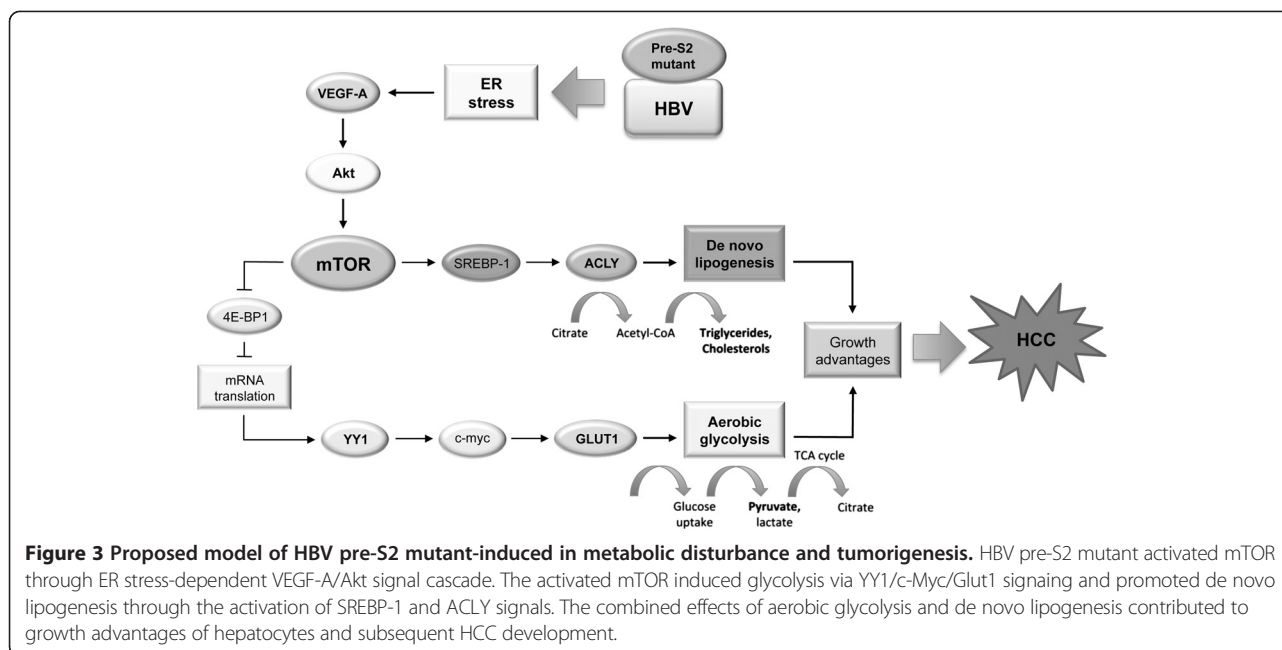 Pre-S2
mutant
HBV
ER
stress
VEGF-A
Akt
mTOR
SREBP-1
ACLY
De novo
lipogenesis
4E-BP1
Citrate
Acetyl-CoA
Triglycerides,
Cholesterols
Growth
advantages
HCC
mRNA
translation
YY1
c-myc
GLUT1
Aerobic
glycolysis
TCA cycle
Glucose
uptake
Pyruvate,
lactate
Citrate
Figure 3 Proposed model of HBV pre-S2 mutant-induced in metabolic disturbance and tumorigenesis. HBV pre-S2 mutant activated mTOR
through ER stress-dependent VEGF-A/Akt signal cascade. The activated mTOR induced glycolysis via YY1/c-Myc/Glut1 signaing and promoted de novo
lipogenesis through the activation of SREBP-1 and ACLY signals. The combined effects of aerobic glycolysis and de novo lipogenesis contributed to
growth advantages of hepatocytes and subsequent HCC development.